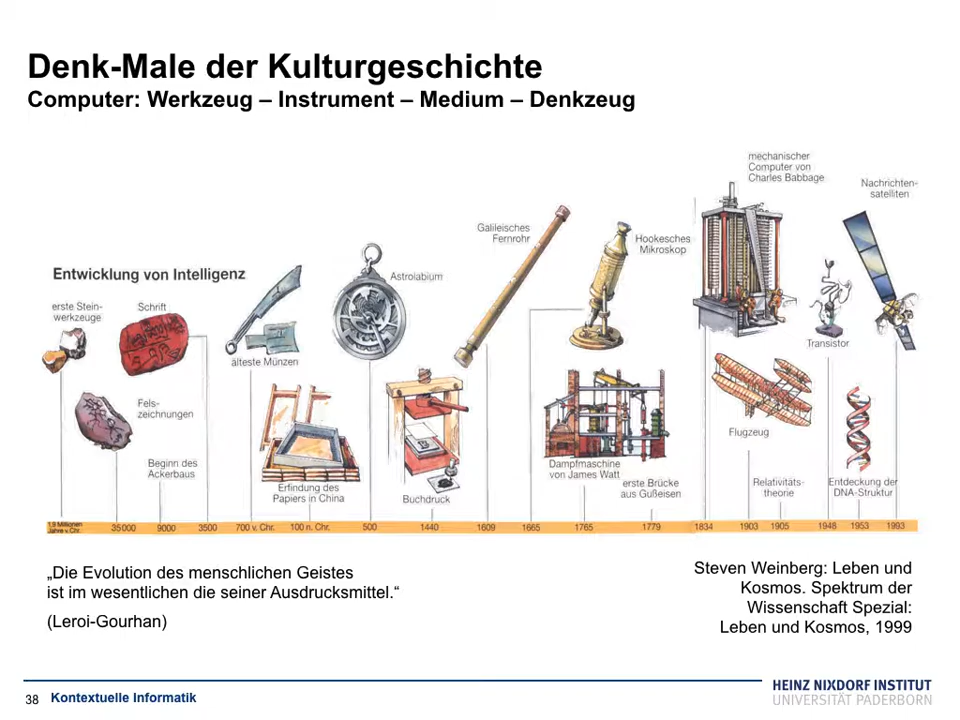 Denk-Male der Kulturgeschichte
Computer: Werkzeug – Instrument – Medium – Denkzeug
Entwicklung von Intelligenz
erste Stein-
werkzeuge
Schrift
Fels-
zeichnungen
Beginn des
Ackerbaus
älteste Münzen
Erfindung des
Papiers in China
Astrolabium
Buchdruck
Galileisches
Fernrohr
Hookesches
Mikroskop
Dampfmaschine
von James Watt
erste Brücke
aus Gußeisen
mechanischer
Computer von
Charles Babbage
Flugzeug
Relativitäts-
theorie
Transistor
Entdeckung der
DNA-Struktur
Nachrichten-
satelliten
1,9 Millionen
Jahre v. Chr.
35000 9000 3500 700 v. Chr. 100 n. Chr. 500 1440 1609 1665 1765 1779 1834 1903 1905 1948 1953 1993
„Die Evolution des menschlichen Geistes
ist im wesentlichen die seiner Ausdrucksmittel.“
(Leroi-Gourhan)
Steven Weinberg: Leben und
Kosmos. Spektrum der
Wissenschaft Spezial:
Leben und Kosmos, 1999
38 Kontextuelle Informatik
HEINZ NIXDORF INSTITUT
UNIVERSITÄT PADERBORN